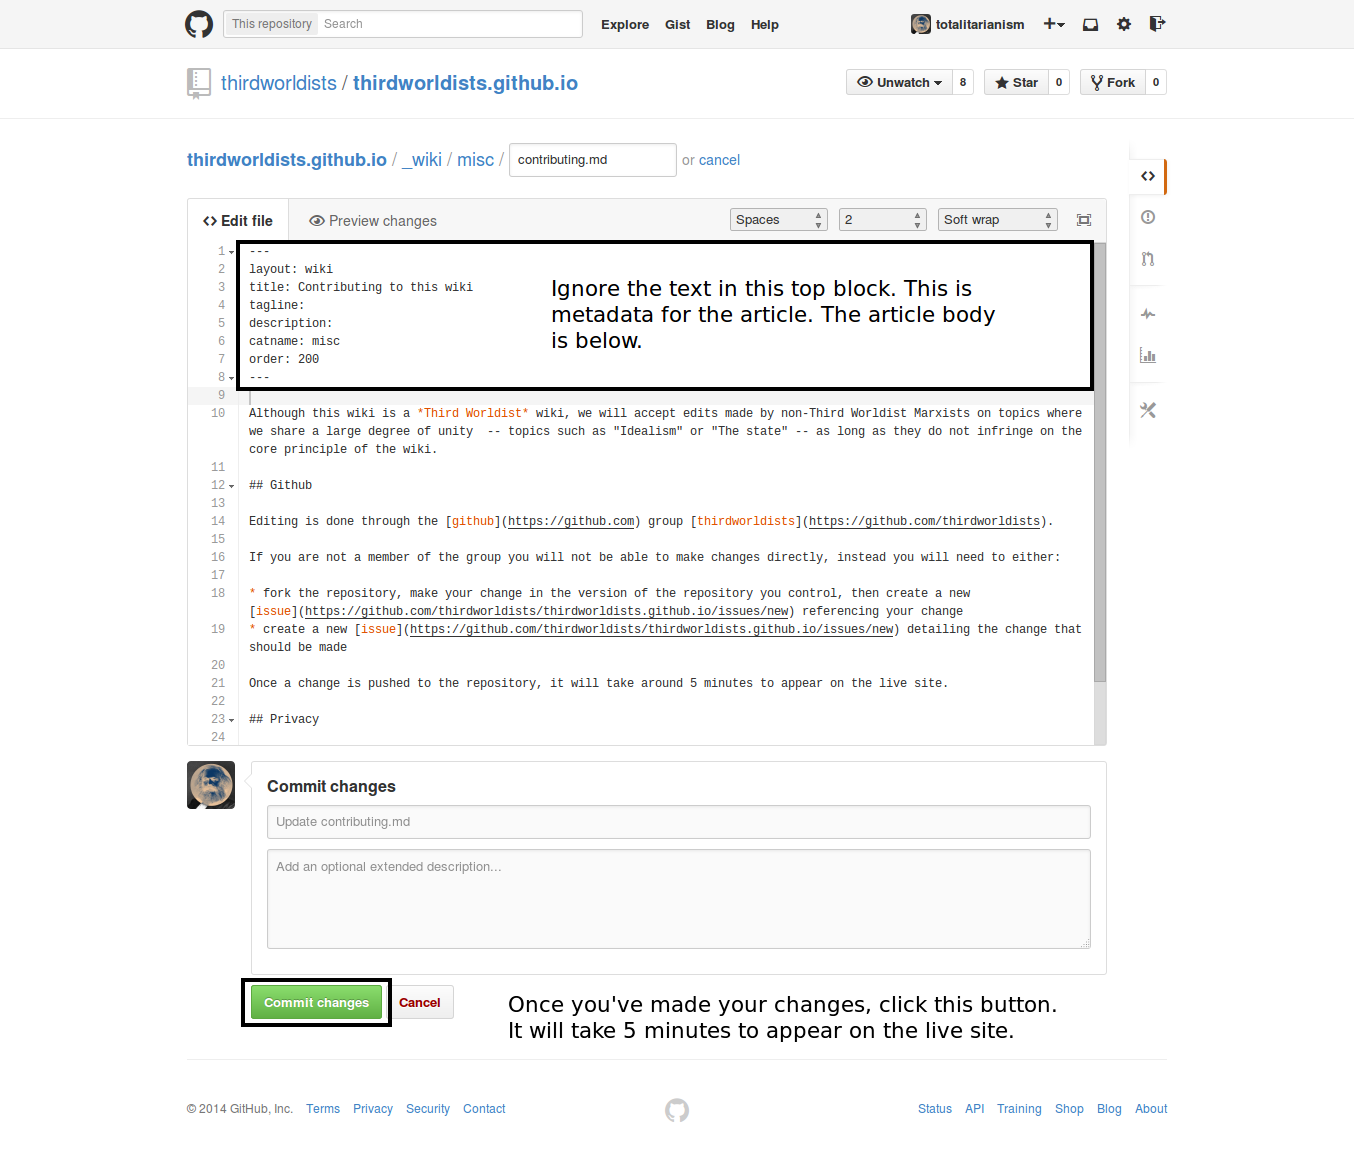 This repository Search Explore Gist Blog Help totalitarianism
thirdworldists / thirdworldists.github.io Unwatch 8 Star 0 Fork 0
thirdworldists.github.io / _wiki / misc / contributing.md or cancel
Edit file Preview changes Spaces 2 Soft wrap
1 ---
2 layout: wiki
3 title: Contributing to this wiki
4 tagline:
5 description:
6 catname: misc
7 order: 200
8 ---
Ignore the text in this top block. This is
metadata for the article. The article body
is below.
9
10 Although this wiki is a *Third Worldist* wiki, we will accept edits made by non-Third Worldist Marxists on topics where
we share a large degree of unity  -- topics such as "Idealism" or "The state" -- as long as they do not infringe on the
core principle of the wiki.
11
12 ## Github
13
14 Editing is done through the [github](https://github.com) group [thirdworldists](https://github.com/thirdworldists).
15
16 If you are not a member of the group you will not be able to make changes directly, instead you will need to either:
17
18 * fork the repository, make your change in the version of the repository you control, then create a new
[issue](https://github.com/thirdworldists/thirdworldists.github.io/issues/new) referencing your change
19 * create a new [issue](https://github.com/thirdworldists/thirdworldists.github.io/issues/new) detailing the change that
should be made
20
21 Once a change is pushed to the repository, it will take around 5 minutes to appear on the live site.
22
23 ## Privacy
24
Commit changes
Update contributing.md
Add an optional extended description...
Commit changes Cancel
Once you've made your changes, click this button.
It will take 5 minutes to appear on the live site.
© 2014 GitHub, Inc. Terms Privacy Security Contact Status API Training Shop Blog About